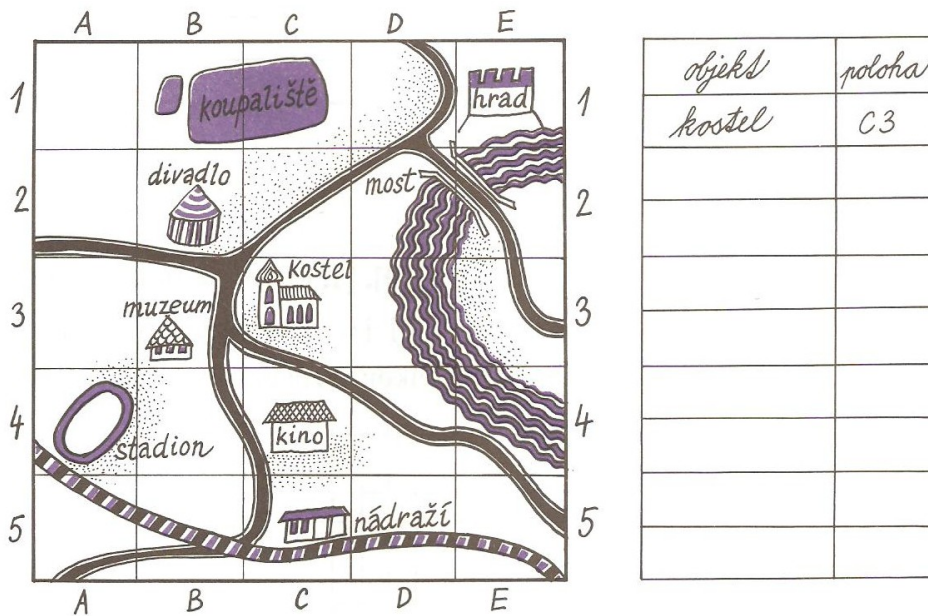 A B C D E
1 koupaliště hrad 1
divadlo
2 most 2
kostel
3 muzeum 3
4 stadion kino 4
5 nádraží 5
A B C D E
objekt poloha
kostel C3